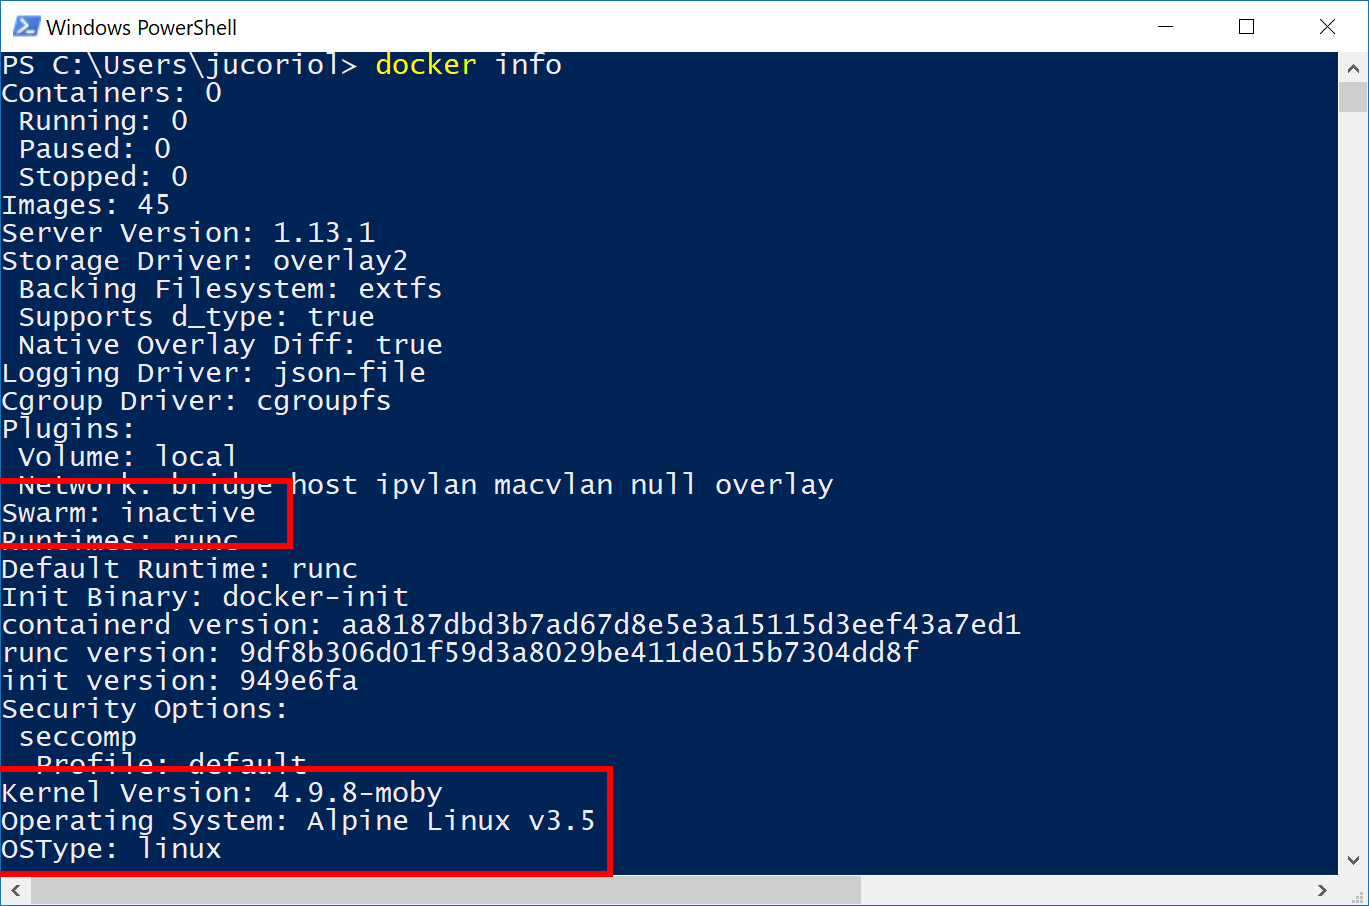 Windows PowerShell
PS C:\Users\jucoriol> docker info
Containers: 0
 Running: 0
 Paused: 0
 Stopped: 0
Images: 45
Server Version: 1.13.1
Storage Driver: overlay2
 Backing Filesystem: extfs
 Supports d_type: true
 Native Overlay Diff: true
Logging Driver: json-file
Cgroup Driver: cgroupfs
Plugins:
 Volume: local
 Network: bridge host ipvlan macvlan null overlay
Swarm: inactive
Runtimes: runc
Default Runtime: runc
Init Binary: docker-init
containerd version: aa8187dbd3b7ad67d8e5e3a15115d3eef43a7ed1
runc version: 9df8b306d01f59d3a8029be411de015b7304dd8f
init version: 949e6fa
Security Options:
 seccomp
  Profile: default
Kernel Version: 4.9.8-moby
Operating System: Alpine Linux v3.5
OSType: linux